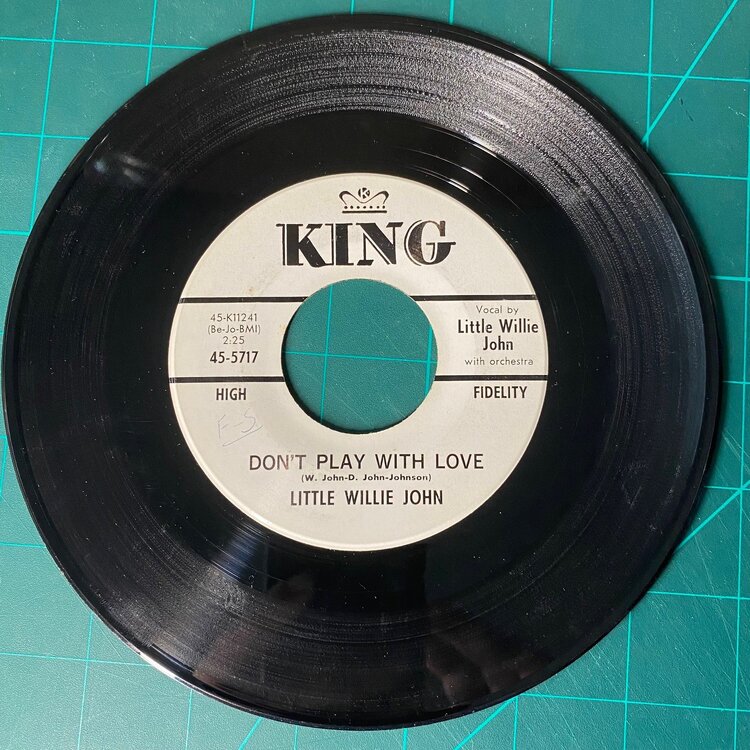 K
KING
45-K11241
(Be-Jo-BMI)
2:25
45-5717
Vocal by
Little Willie
John
with orchestra
HIGH
FIDELITY
F-S
DON'T PLAY WITH LOVE
(W. John-D. John-Johnson)
LITTLE WILLIE JOHN